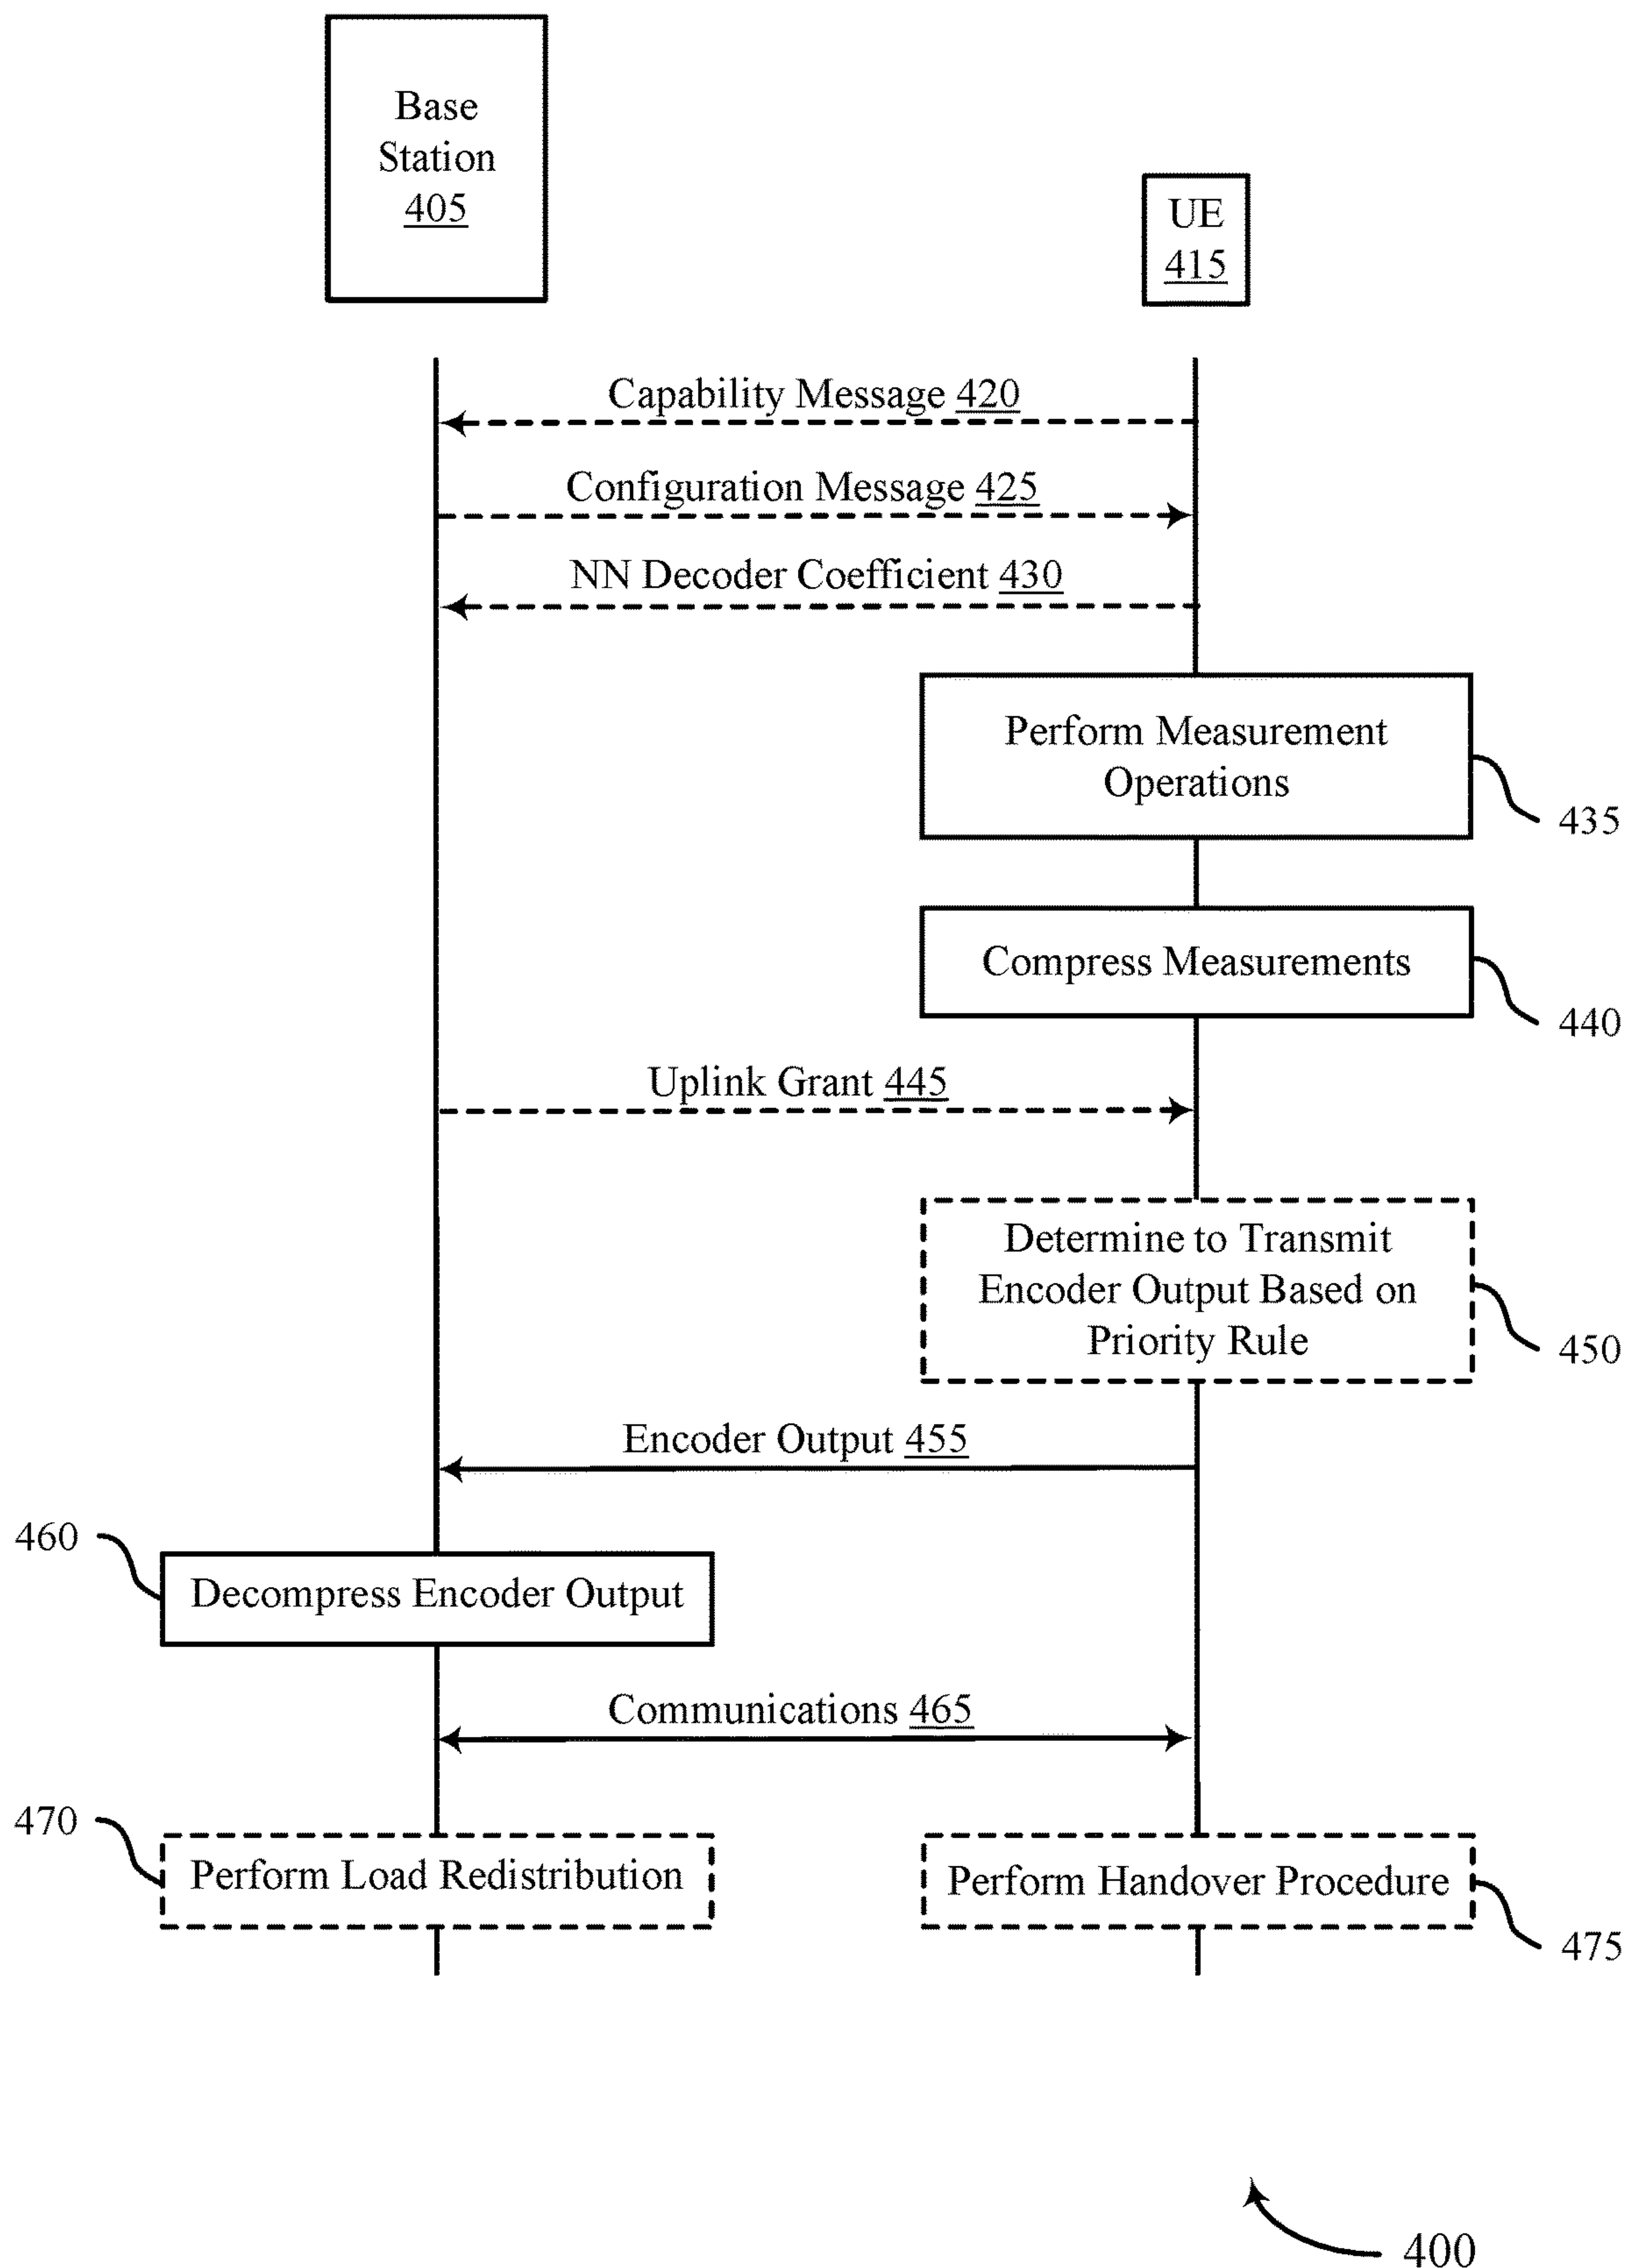 Base
Station
405
UE
415
Capability Message 420
Configuration Message 425
NN Decoder Coefficient 430
Perform Measurement
Operations
435
Compress Measurements
440
Uplink Grant 445
Determine to Transmit
Encoder Output Based on
Priority Rule
450
Encoder Output 455
460
Decompress Encoder Output
Communications 465
470
Perform Load Redistribution
Perform Handover Procedure
475
400